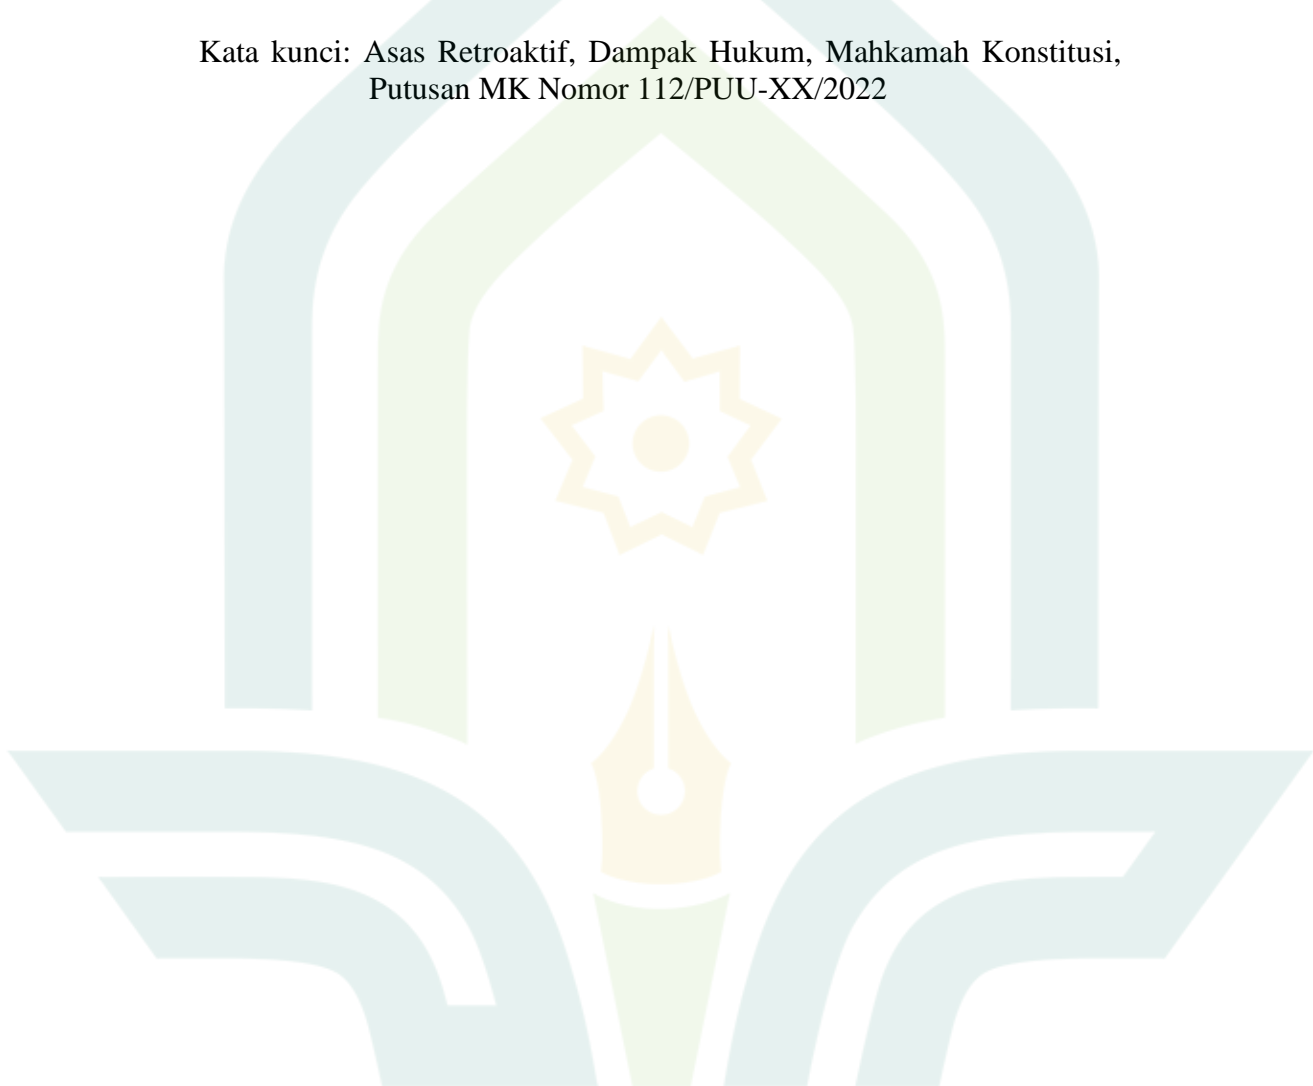 Kata kunci: Asas Retroaktif, Dampak Hukum, Mahkamah Konstitusi,
Putusan MK Nomor 112/PUU-XX/2022